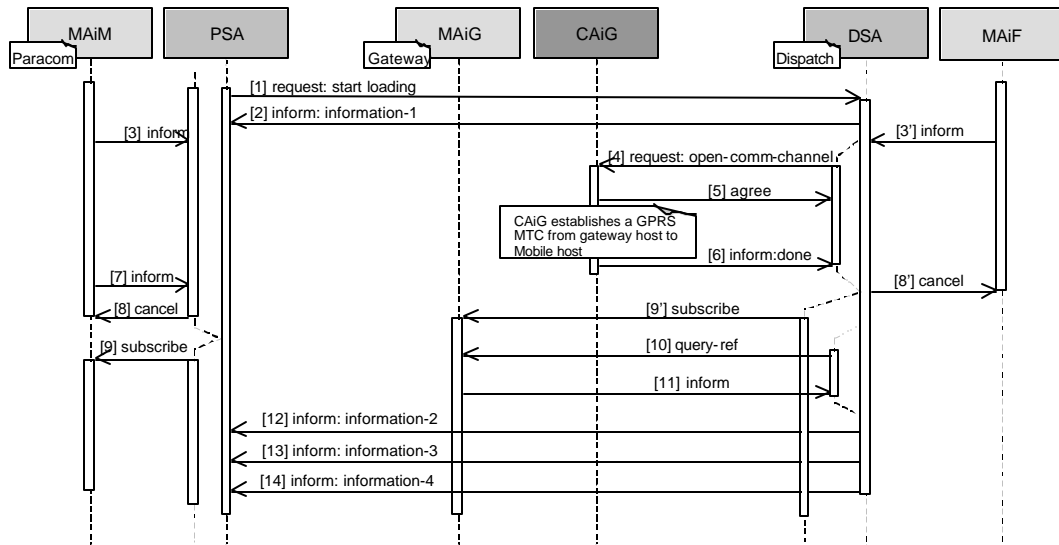 MAiM
PSA
MAiG
CAiG
DSA
MAiF
Paracom
Gateway
Dispatch
[1] request: start loading
[2] inform: information-1
[3] inform
[3'] inform
[4] request: open-comm-channel
[5] agree
CAiG establishes a GPRS
MTC from gateway host to
Mobile host
[6] inform:done
[7] inform
[8'] cancel
[8] cancel
[9'] subscribe
[9] subscribe
[10] query-ref
[11] inform
[12] inform: information-2
[13] inform: information-3
[14] inform: information-4